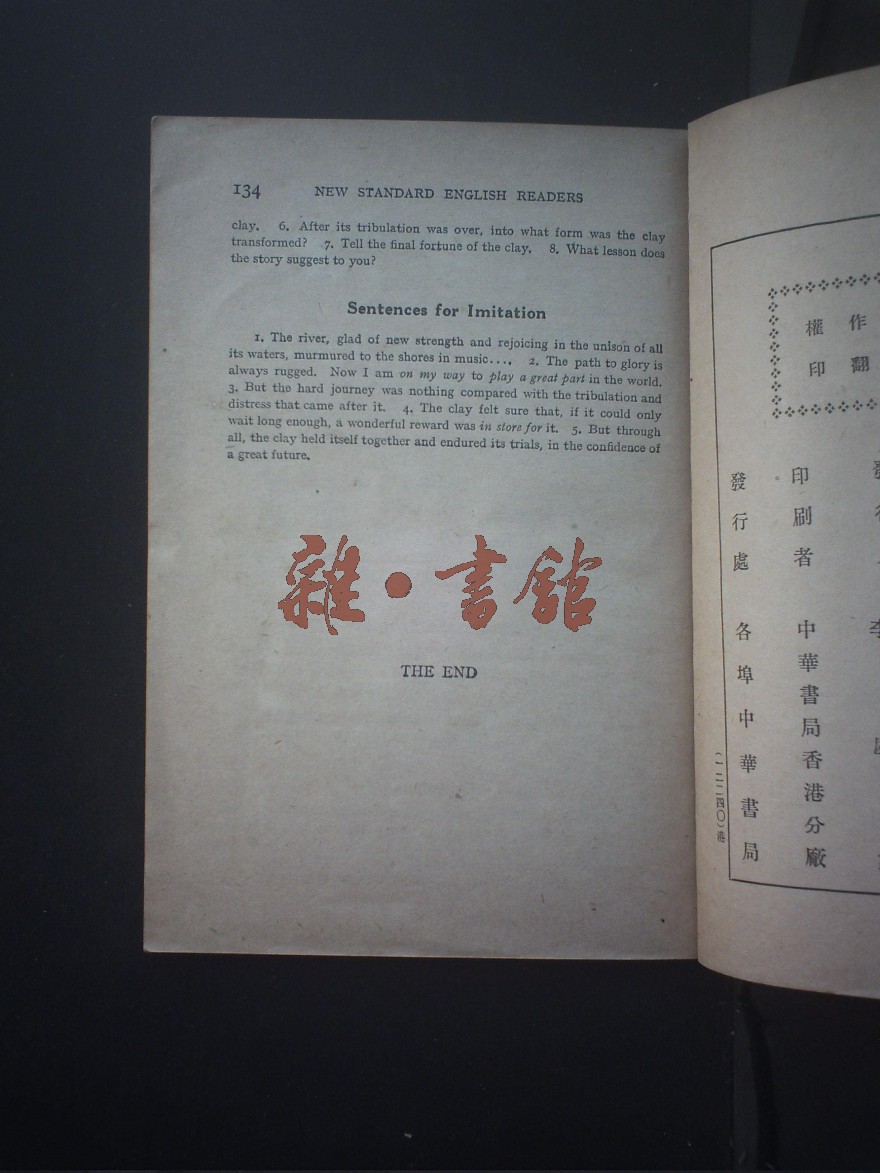 134 NEW STANDARD ENGLISH READERS
clay. 6. After its tribulation was over, into what form was the clay
transformed? 7. Tell the final fortune of the clay. 8. What lesson does
the story suggest to you?
Sentences for Imitation
1. The river, glad of new strength and rejoicing in the unison of all
its waters, murmured to the shores in music.... 2. The path to glory is
always rugged. Now I am on my way to play a great part in the world.
3. But the hard journey was nothing compared with the tribulation and
distress that came after it. 4. The clay felt sure that, if it could only
wait long enough, a wonderful reward was in store for it. 5. But through
all, the clay held itself together and endured its trials, in the confidence of
a great future.
雜·書館
THE END
作
翻
權
印
李
印刷者 中華書局香港分廠
發行處 各埠中華書局
(一二二四〇)港